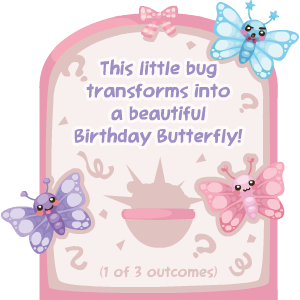 This little bug
transforms into
a beautiful
Birthday Butterfly!
(1 of 3 outcomes)